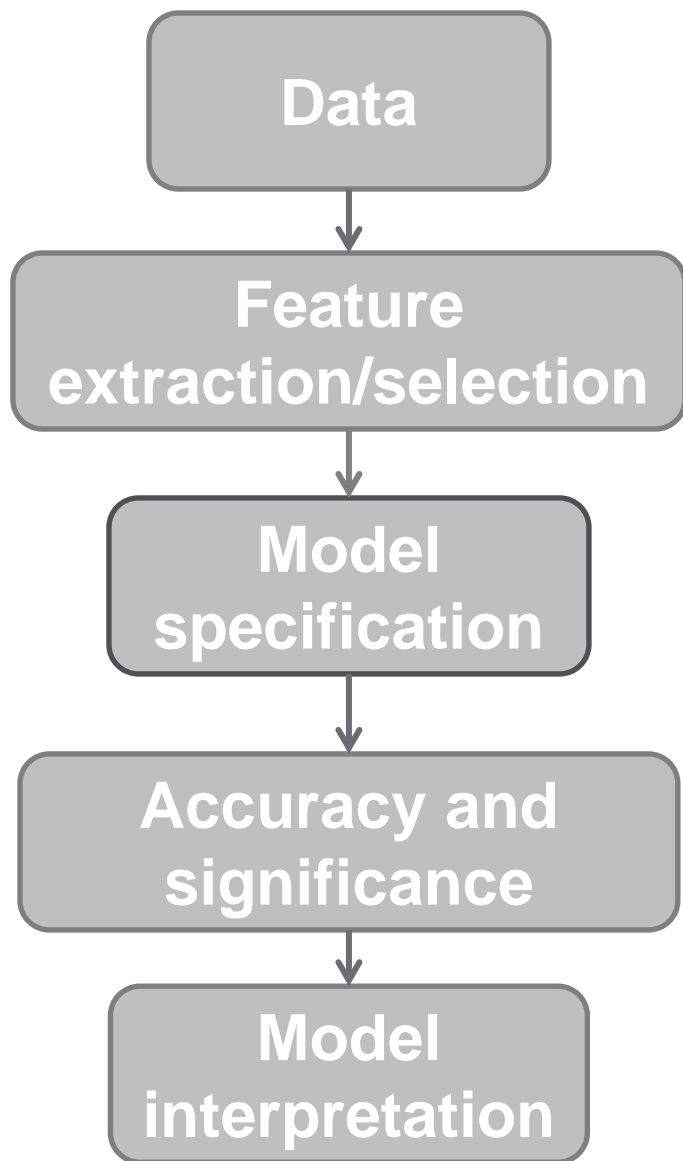 Data
Feature
extraction/selection
Model
specification
Accuracy and
significance
Model
interpretation